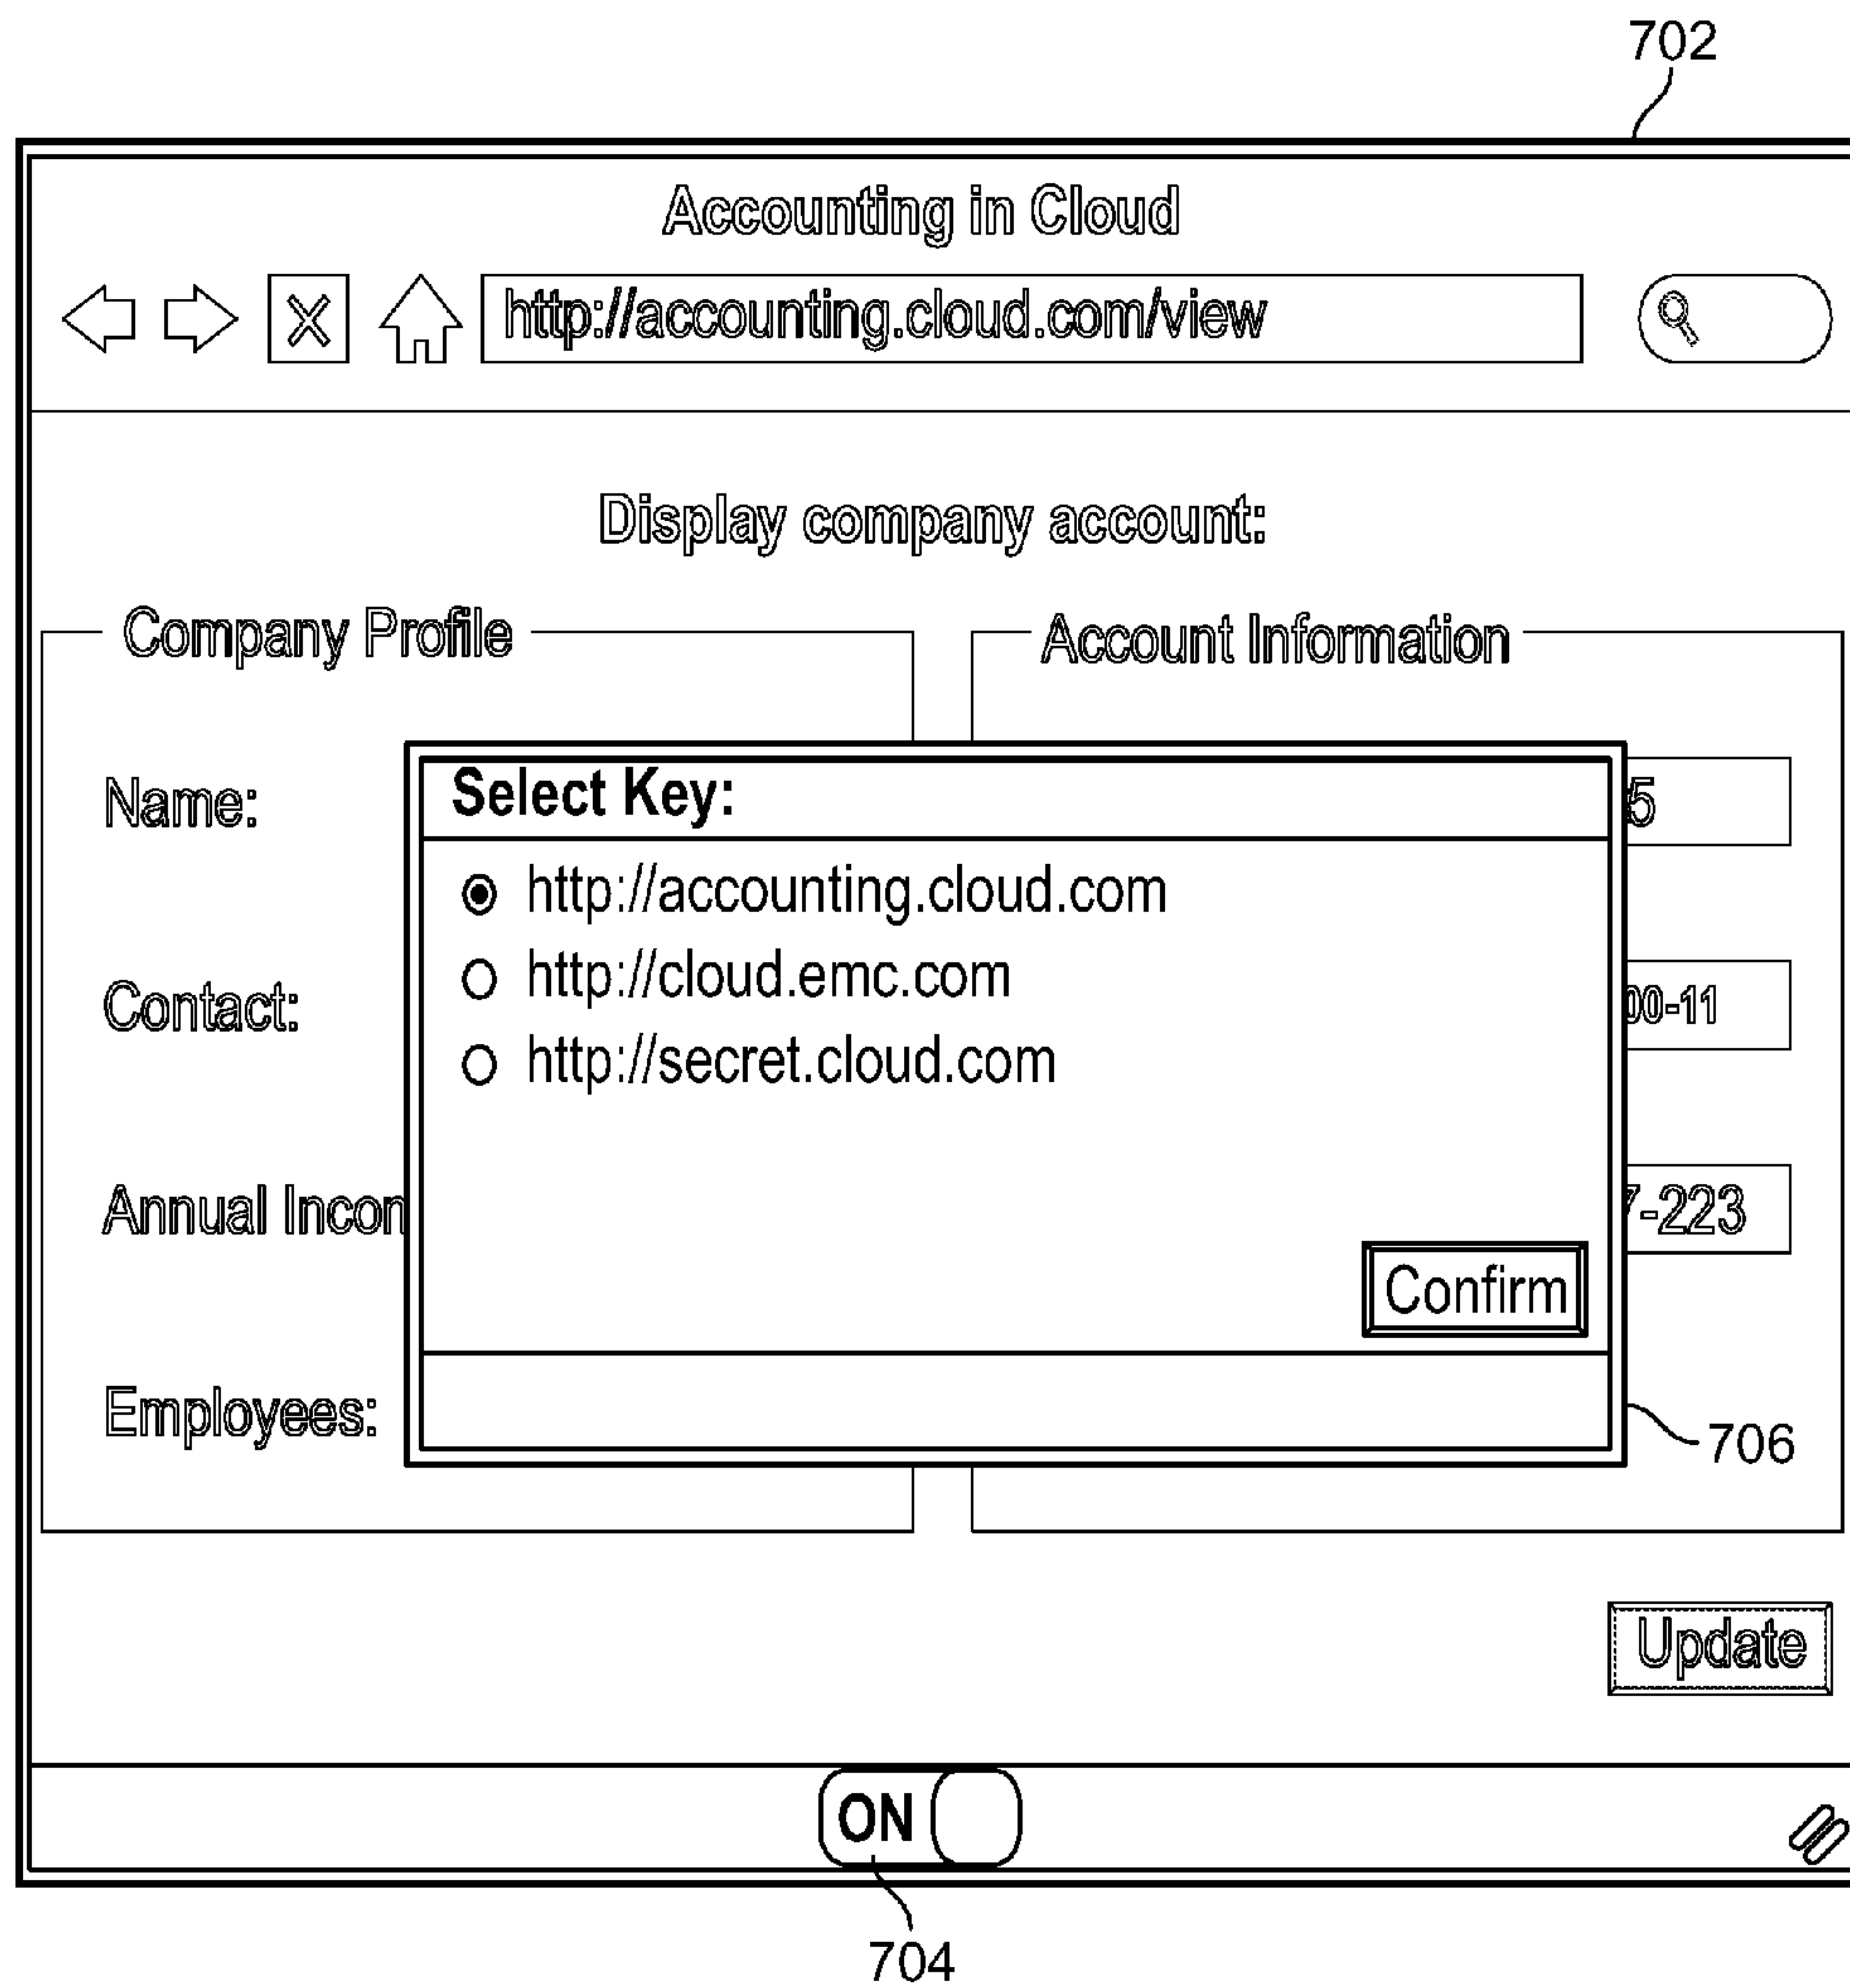 702
Accounting in Cloud
http://accounting.cloud.com/view
Display company account:
Company Profile
Account Information
Name:
5
Select Key:
http://accounting.cloud.com
http://cloud.emc.com
http://secret.cloud.com
Contact:
00-11
Annual Incom
7-223
Confirm
Employees:
706
Update
ON
704